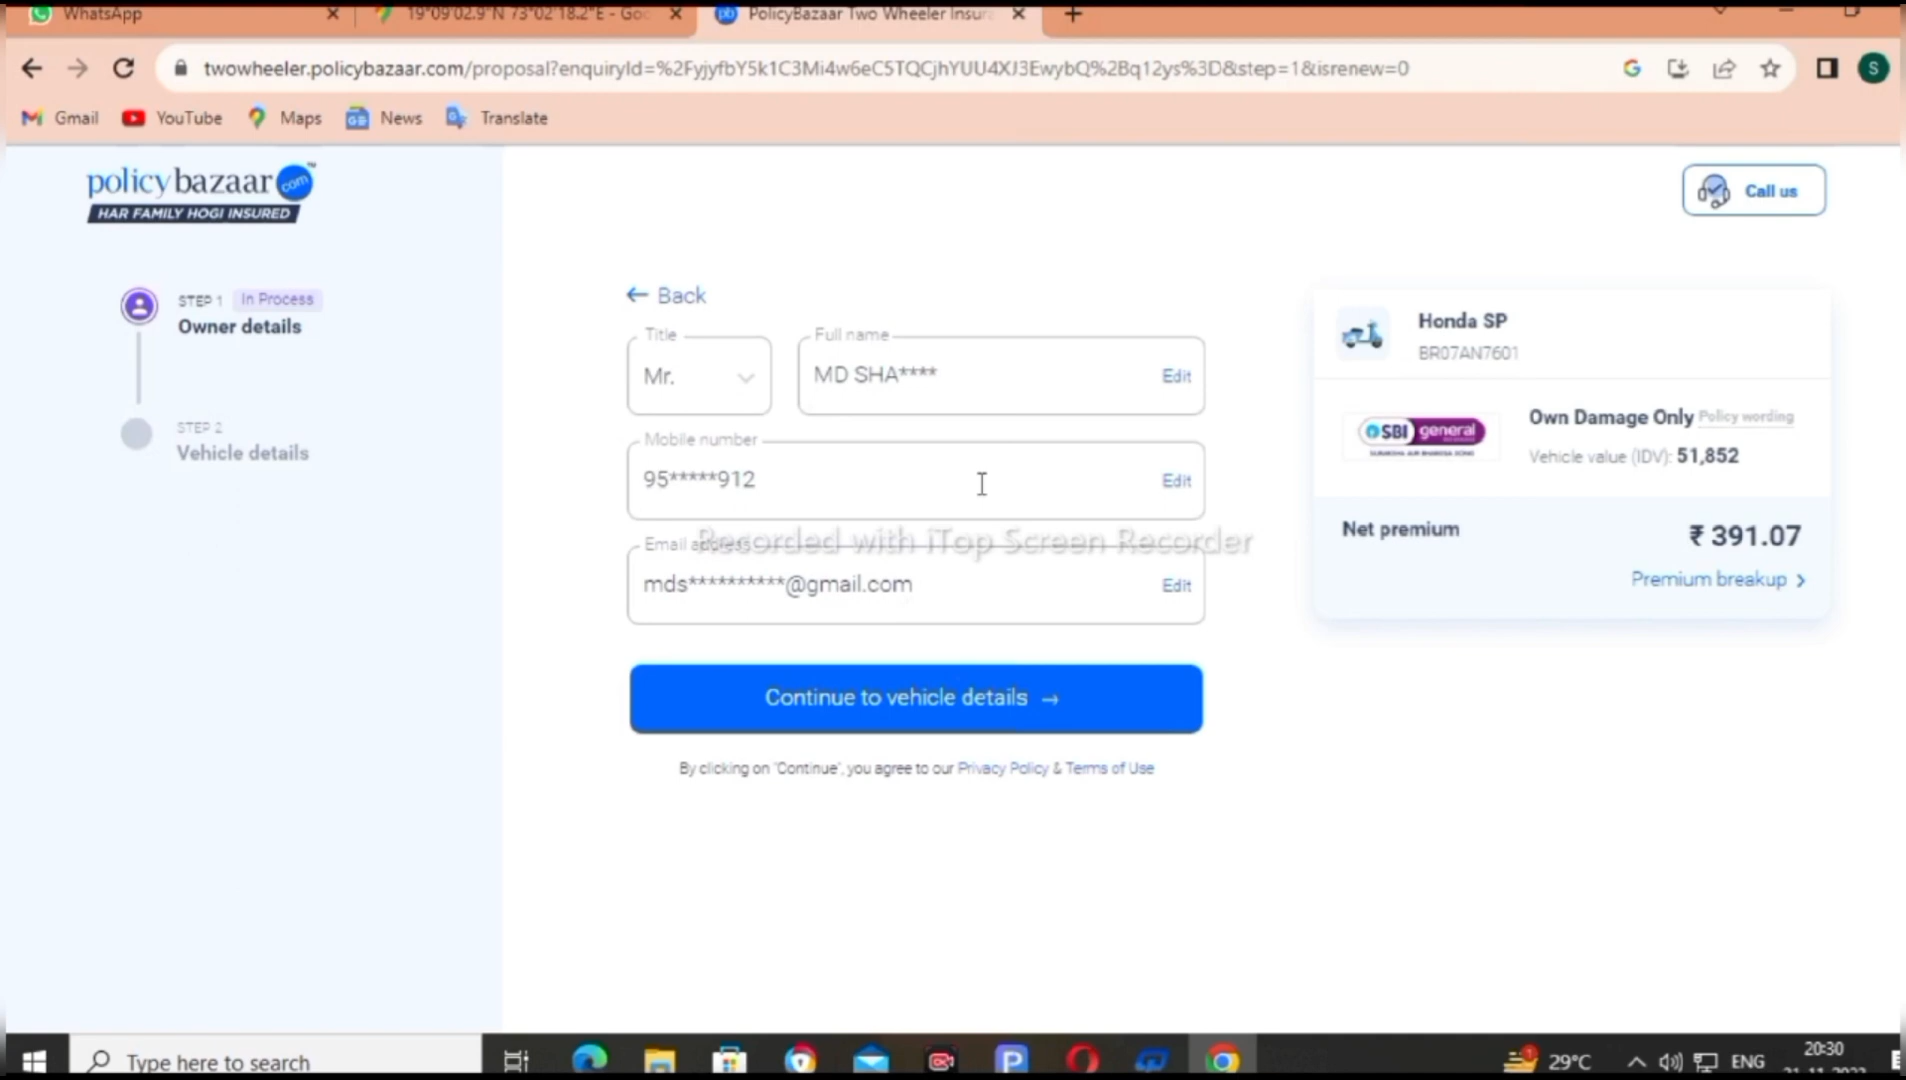 WhatsApp
19°09'02.9"N 73°02'18.2"E - Goo
PolicyBazaar Two Wheeler Insura
twowheeler.policybazaar.com/proposal?enquiryId=%2FyjyfbY5k1C3Mi4w6eC5TQCjhYUU4XJ3EwybQ%2Bq12ys%3D&step=1&isrenew=0
S
Gmail
YouTube
Maps
News
Translate
policybazaar.com
HAR FAMILY HOGI INSURED
Call us
STEP 1 In Process
Owner details
STEP 2
Vehicle details
← Back
Title
Mr.
Full name
MD SHA****
Edit
Mobile number
95*****912
Edit
Recorded with iTop Screen Recorder
Email address
mds**********@gmail.com
Edit
Continue to vehicle details →
By clicking on "Continue", you agree to our Privacy Policy & Terms of Use
Honda SP
BR07AN7601
SBI general
Own Damage Only Policy wording
Vehicle value (IDV): 51,852
Net premium
₹ 391.07
Premium breakup >
Type here to search
29°C
ENG
20:30